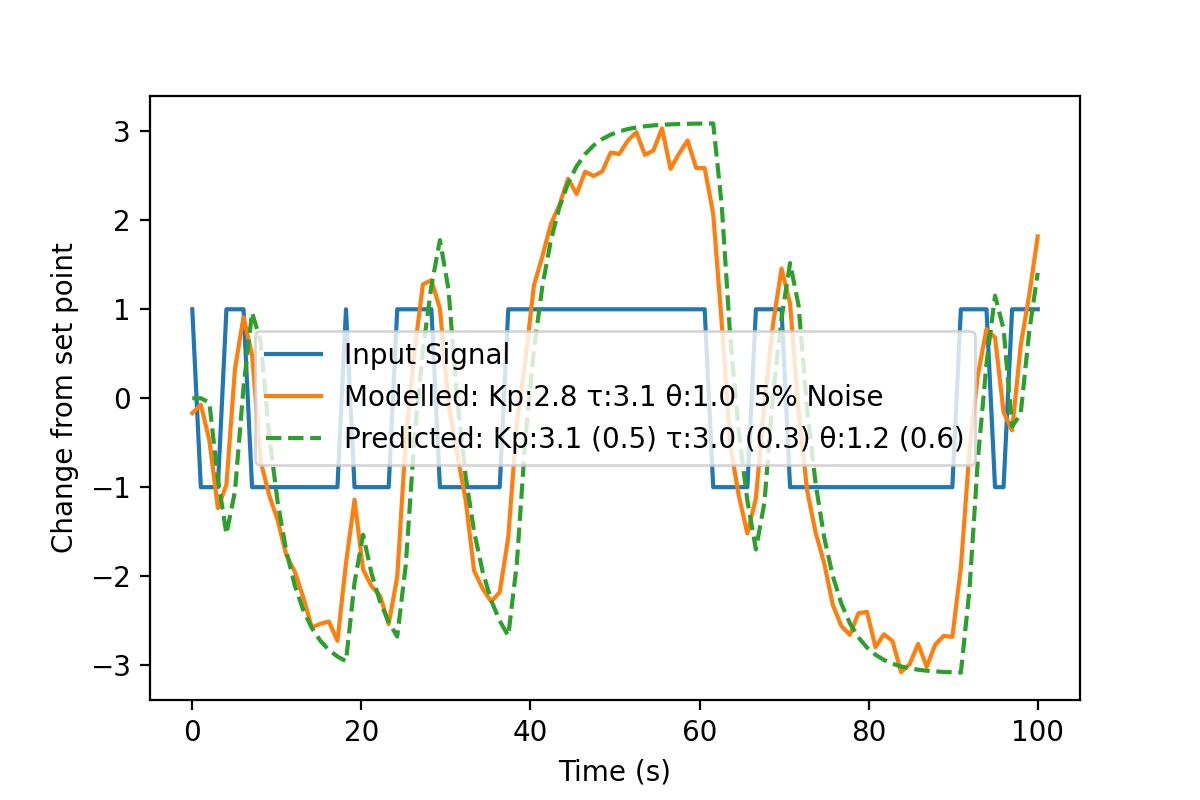 Change from set point
3
2
1
0
−1
−2
−3
Input Signal
Modelled: Kp:2.8 τ:3.1 θ:1.0  5% Noise
Predicted: Kp:3.1 (0.5) τ:3.0 (0.3) θ:1.2 (0.6)
0 20 40 60 80 100
Time (s)